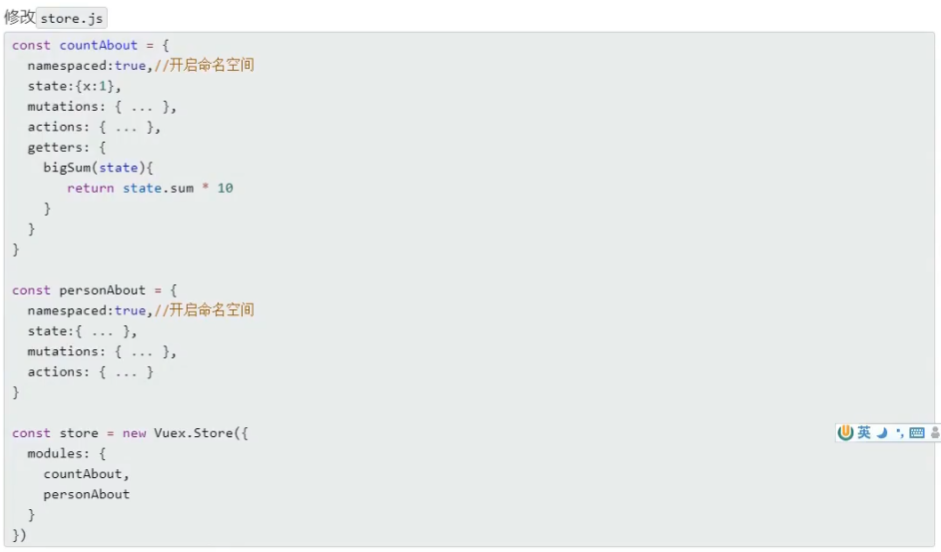 修改 store.js
const countAbout = {
  namespaced:true,//开启命名空间
  state:{x:1},
  mutations: { ... },
  actions: { ... },
  getters: {
    bigSum(state){
       return state.sum * 10
    }
  }
}

const personAbout = {
  namespaced:true,//开启命名空间
  state:{ ... },
  mutations: { ... },
  actions: { ... }
}

const store = new Vuex.Store({
  modules: {
    countAbout,
    personAbout
  }
})
英